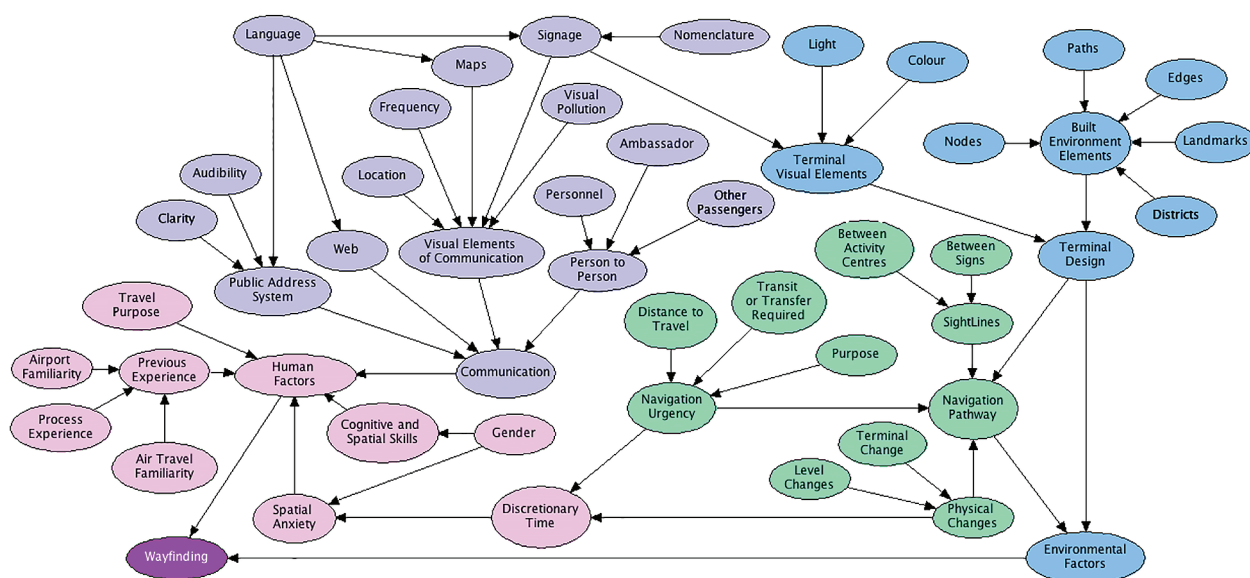 Language
Signage
Nomenclature
Maps
Light
Colour
Paths
Edges
Frequency
Visual
Pollution
Ambassador
Nodes
Built
Environment
Elements
Landmarks
Terminal
Visual Elements
Audibility
Location
Personnel
Other
Passengers
Districts
Clarity
Web
Visual Elements
of Communication
Person to
Person
Between
Activity
Centres
Between
Signs
Terminal
Design
Public Address
System
Travel
Purpose
Distance to
Travel
Transit
or Transfer
Required
SightLines
Airport
Familiarity
Previous
Experience
Human
Factors
Communication
Purpose
Process
Experience
Cognitive and
Spatial Skills
Gender
Navigation
Urgency
Navigation
Pathway
Air Travel
Familiarity
Terminal
Change
Level
Changes
Spatial
Anxiety
Discretionary
Time
Physical
Changes
Wayfinding
Environmental
Factors